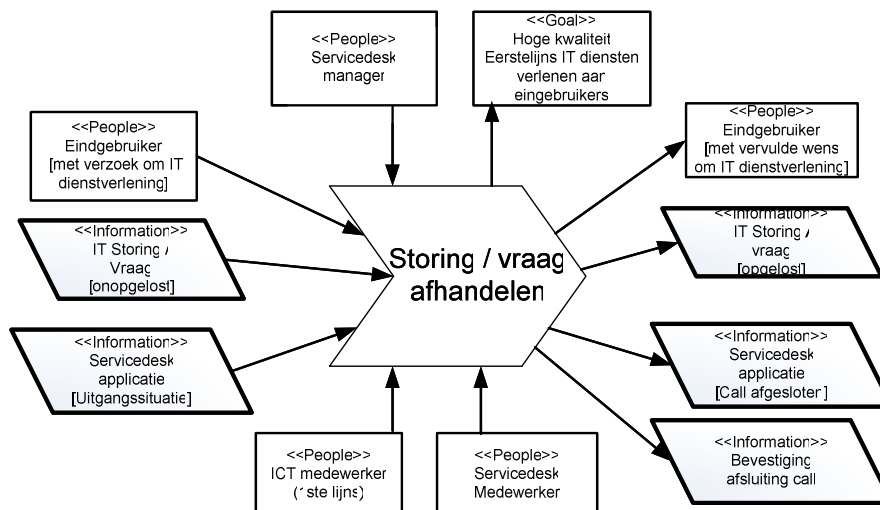 <<People>>
Servicedesk
manager
<<Goal>>
Hoge kwaliteit
Eerstelijns IT diensten
verlenen aan
eingebruikers
<<People>>
Eindgebruiker
[met verzoek om IT
dienstverlening]
<<People>>
Eindgebruiker
[met vervulde wens
om IT dienstverlening]
<<Information>>
IT Storing /
Vraag
[onopgelost]
<<Information>>
IT Storing /
vraag
[opgelost]
Storing / vraag
afhandelen
<<Information>>
Servicedesk
applicatie
[Uitgangssituatie]
<<Information>>
Servicedesk
applicatie
[Call afgesloten]
<<People>>
ICT medewerker
(1ste lijns)
<<People>>
Servicedesk
Medewerker
<<Information>>
Bevestiging
afsluiting call